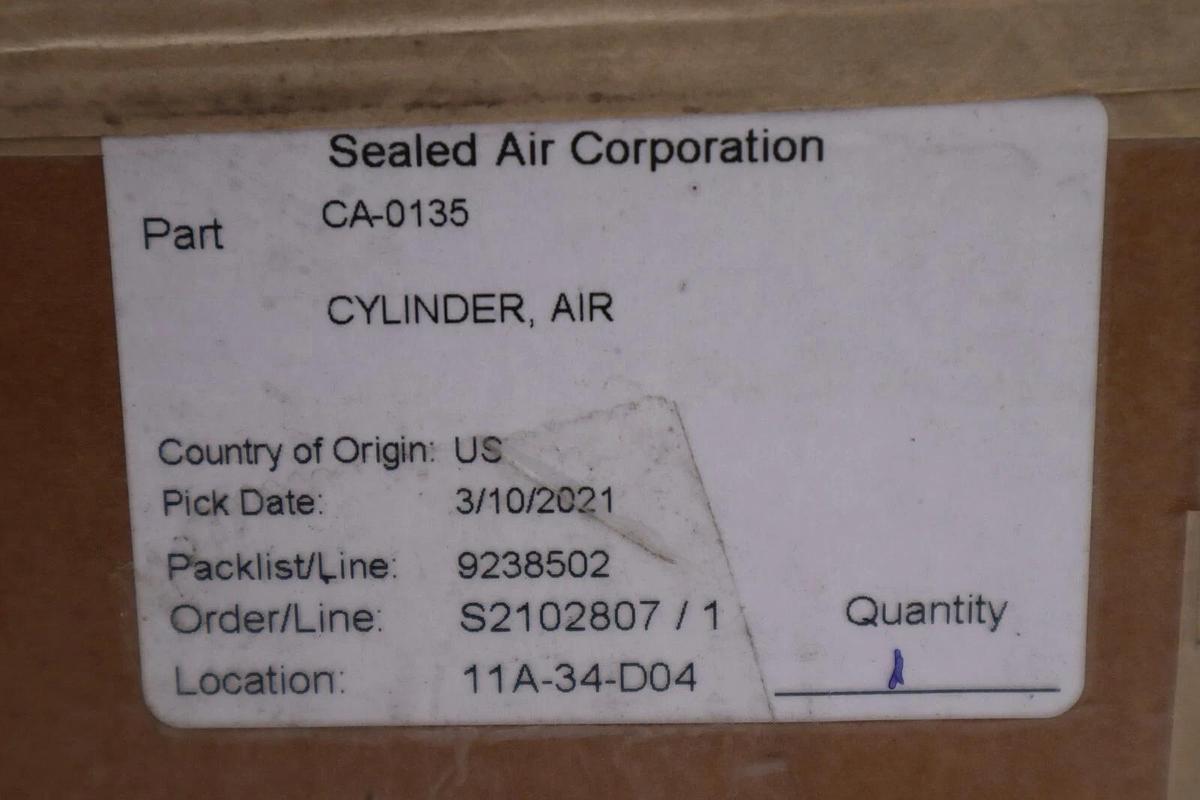 Sealed Air Corporation
Part CA-0135
CYLINDER, AIR
Country of Origin: US
Pick Date: 3/10/2021
Packlist/Line: 9238502
Order/Line: S2102807 / 1
Quantity
1
Location: 11A-34-D04